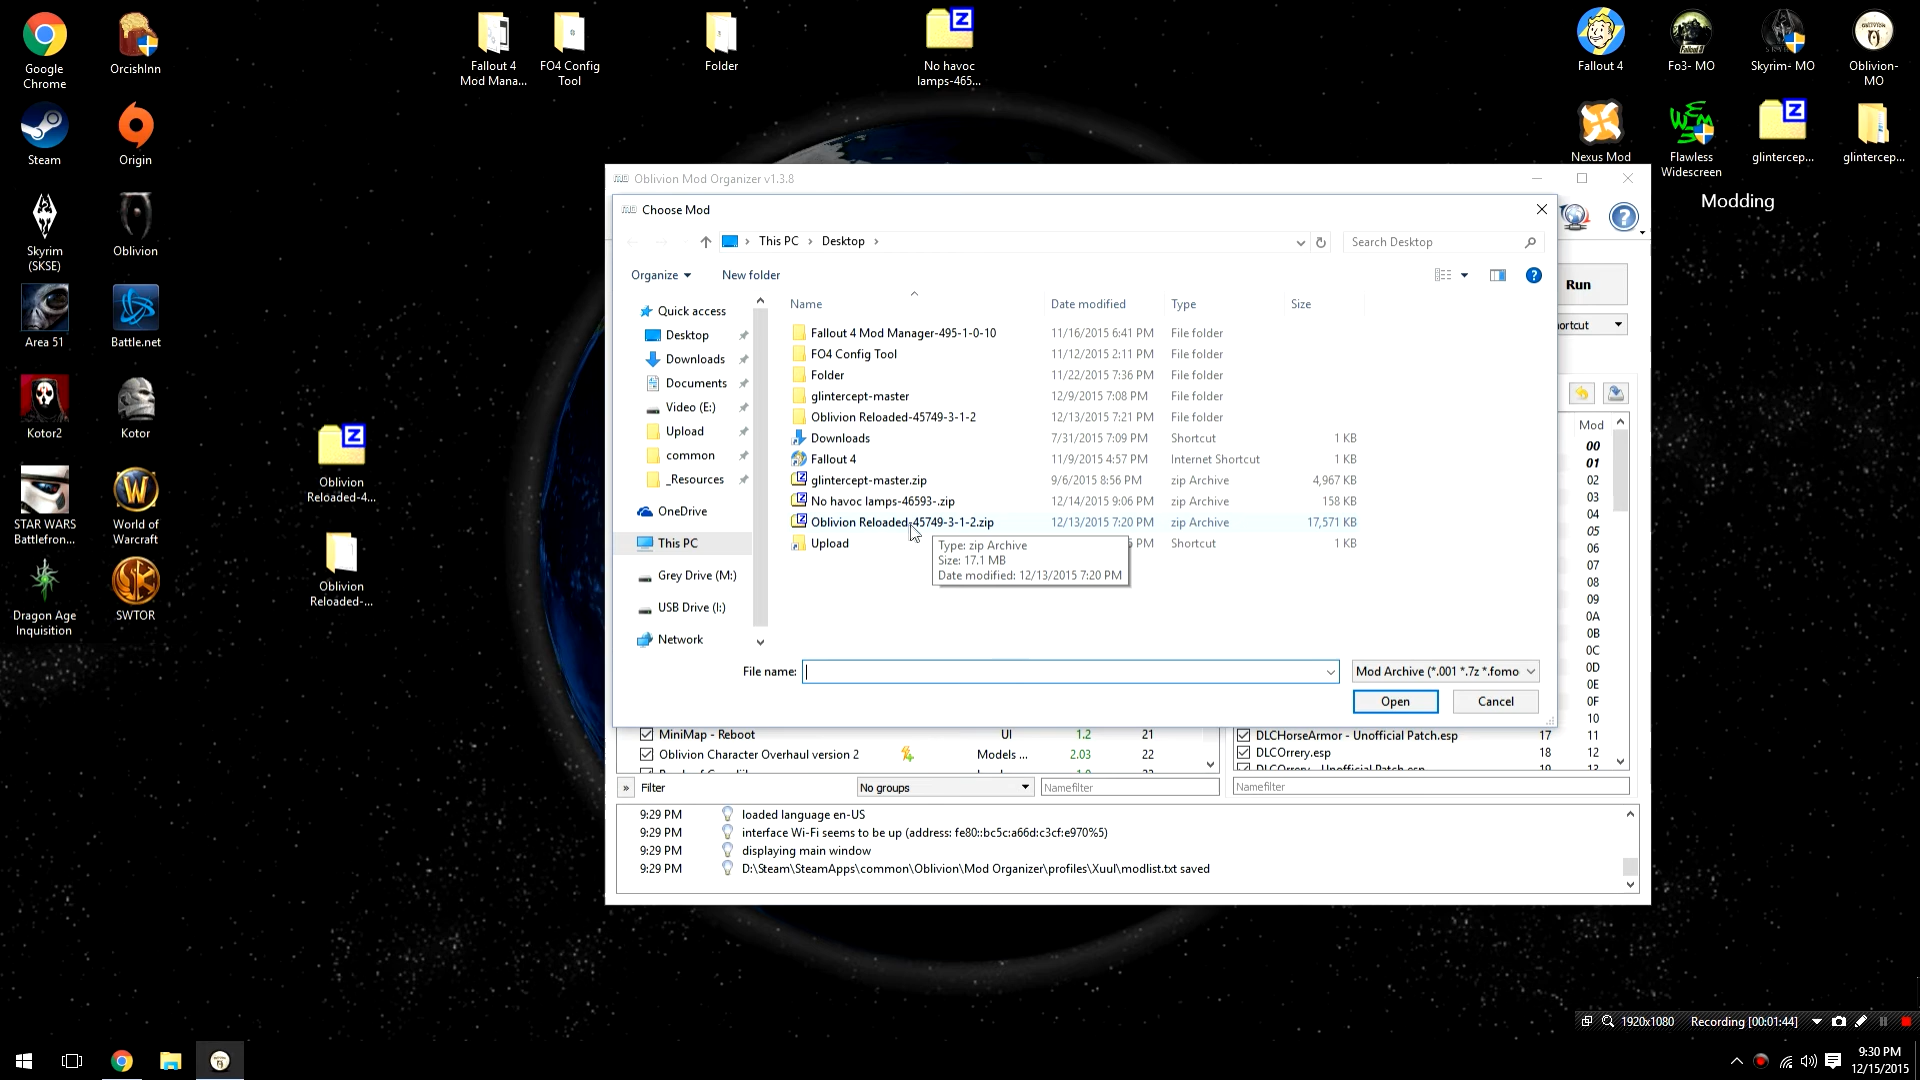 Google
Chrome
OrcishInn
Steam
Origin
Skyrim
(SKSE)
Oblivion
Area 51
Battle.net
Kotor2
Kotor
STAR WARS
Battlefron...
World of
Warcraft
Dragon Age
Inquisition
SWTOR
Oblivion
Reloaded-4...
Oblivion
Reloaded-...
Fallout 4
Mod Mana...
FO4 Config
Tool
Folder
No havoc
lamps-465...
Fallout 4
Fo3- MO
Skyrim- MO
Oblivion-
MO
Nexus Mod
Flawless
Widescreen
glintercep...
glintercep...
Modding
Oblivion Mod Organizer v1.3.8
Choose Mod
This PC
Desktop
Search Desktop
Organize
New folder
Name Date modified Type Size
Quick access
Desktop
Downloads
Documents
Video (E:)
Upload
common
_Resources
OneDrive
This PC
Grey Drive (M:)
USB Drive (I:)
Network
Fallout 4 Mod Manager-495-1-0-10 11/16/2015 6:41 PM File folder
FO4 Config Tool 11/12/2015 2:11 PM File folder
Folder 11/22/2015 7:36 PM File folder
glintercept-master 12/9/2015 7:08 PM File folder
Oblivion Reloaded-45749-3-1-2 12/13/2015 7:21 PM File folder
Downloads 7/31/2015 7:09 PM Shortcut 1 KB
Fallout 4 11/9/2015 4:57 PM Internet Shortcut 1 KB
glintercept-master.zip 9/6/2015 8:56 PM zip Archive 4,967 KB
No havoc lamps-46593-.zip 12/14/2015 9:06 PM zip Archive 158 KB
Oblivion Reloaded-45749-3-1-2.zip 12/13/2015 7:20 PM zip Archive 17,571 KB
Upload PM Shortcut 1 KB
Type: zip Archive
Size: 17.1 MB
Date modified: 12/13/2015 7:20 PM
File name:
Mod Archive (*.001 *.7z *.fomo
Open
Cancel
Run
ortcut
Mod
00
01
02
03
04
05
06
07
08
09
0A
0B
0C
0D
0E
0F
10
MiniMap - Reboot UI 1.2 21
Oblivion Character Overhaul version 2 Models ... 2.03 22
DLCHorseArmor - Unofficial Patch.esp 17 11
DLCOrrery.esp 18 12
» Filter
No groups
Namefilter
Namefilter
9:29 PM loaded language en-US
9:29 PM interface Wi-Fi seems to be up (address: fe80::bc5c:a66d:c3cf:e970%5)
9:29 PM displaying main window
9:29 PM D:\Steam\SteamApps\common\Oblivion\Mod Organizer\profiles\Xuul\modlist.txt saved
1920x1080 Recording [00:01:44]
9:30 PM
12/15/2015